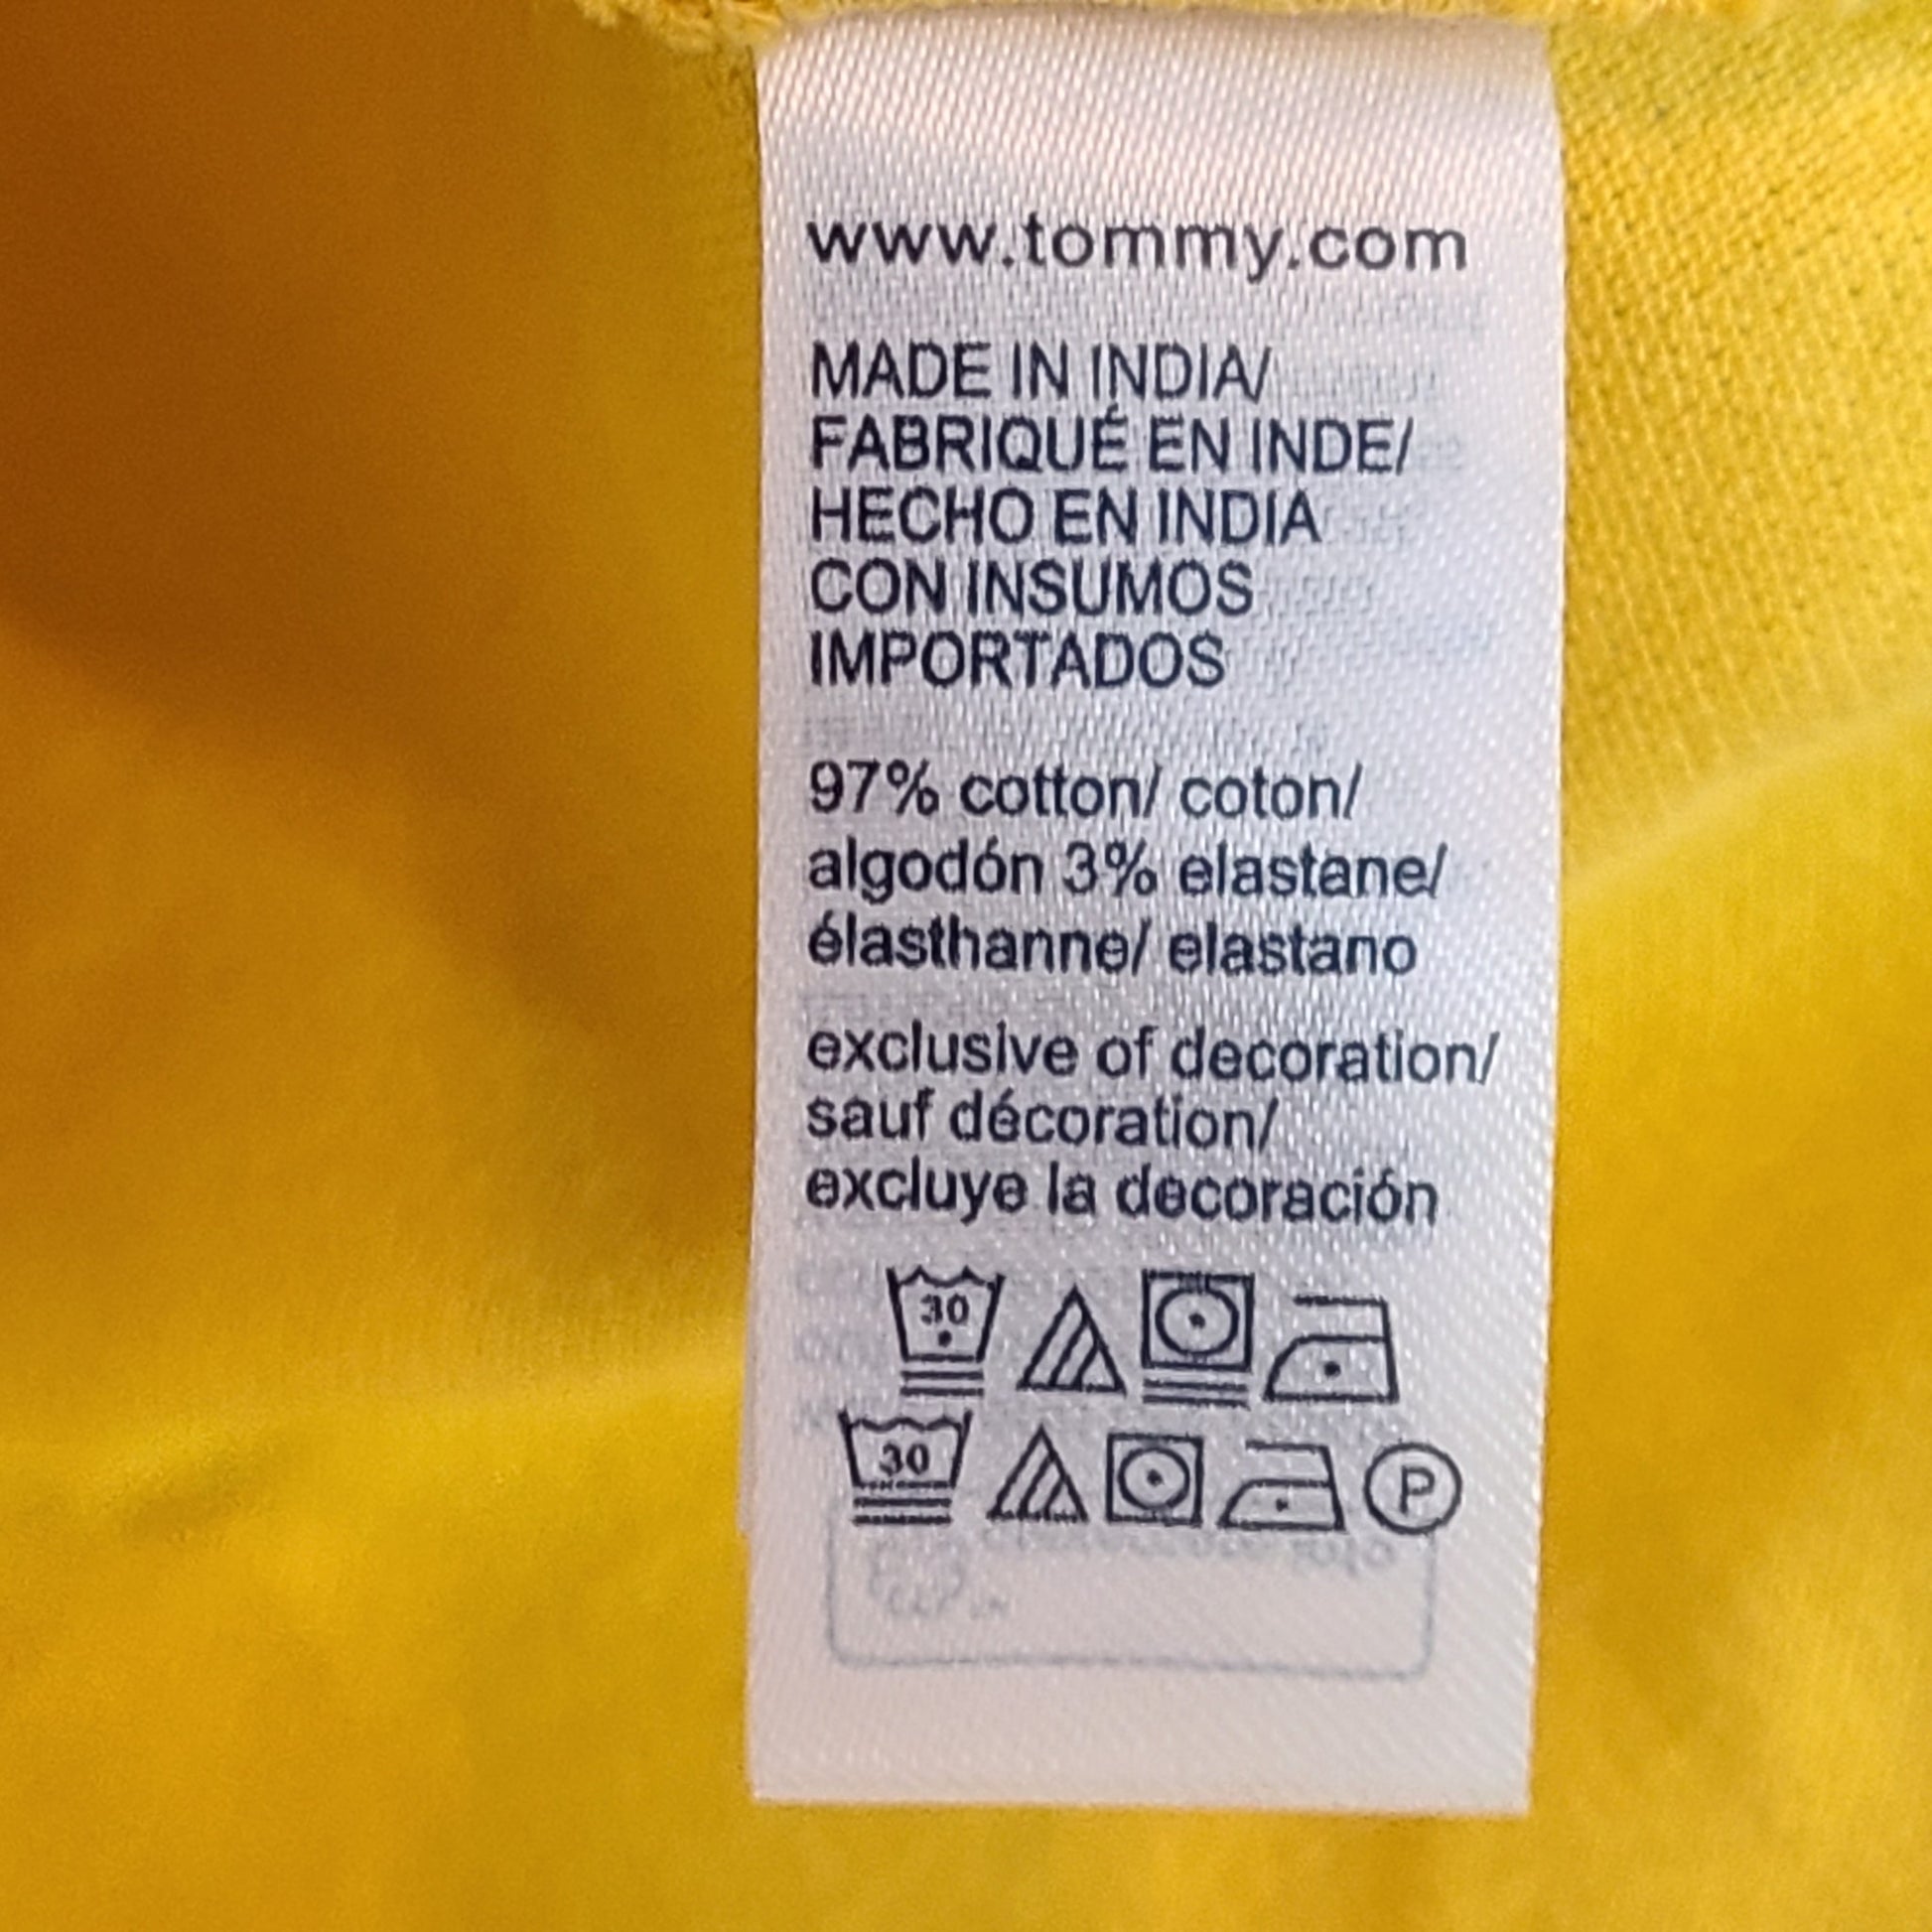 www.tommy.com
MADE IN INDIA/
FABRIQUÉ EN INDE/
HECHO EN INDIA
CON INSUMOS
IMPORTADOS
97% cotton/ coton/
algodón 3% elastane/
élasthanne/ elastano
exclusive of decoration/
sauf décoration/
excluye la decoración
30
30 P